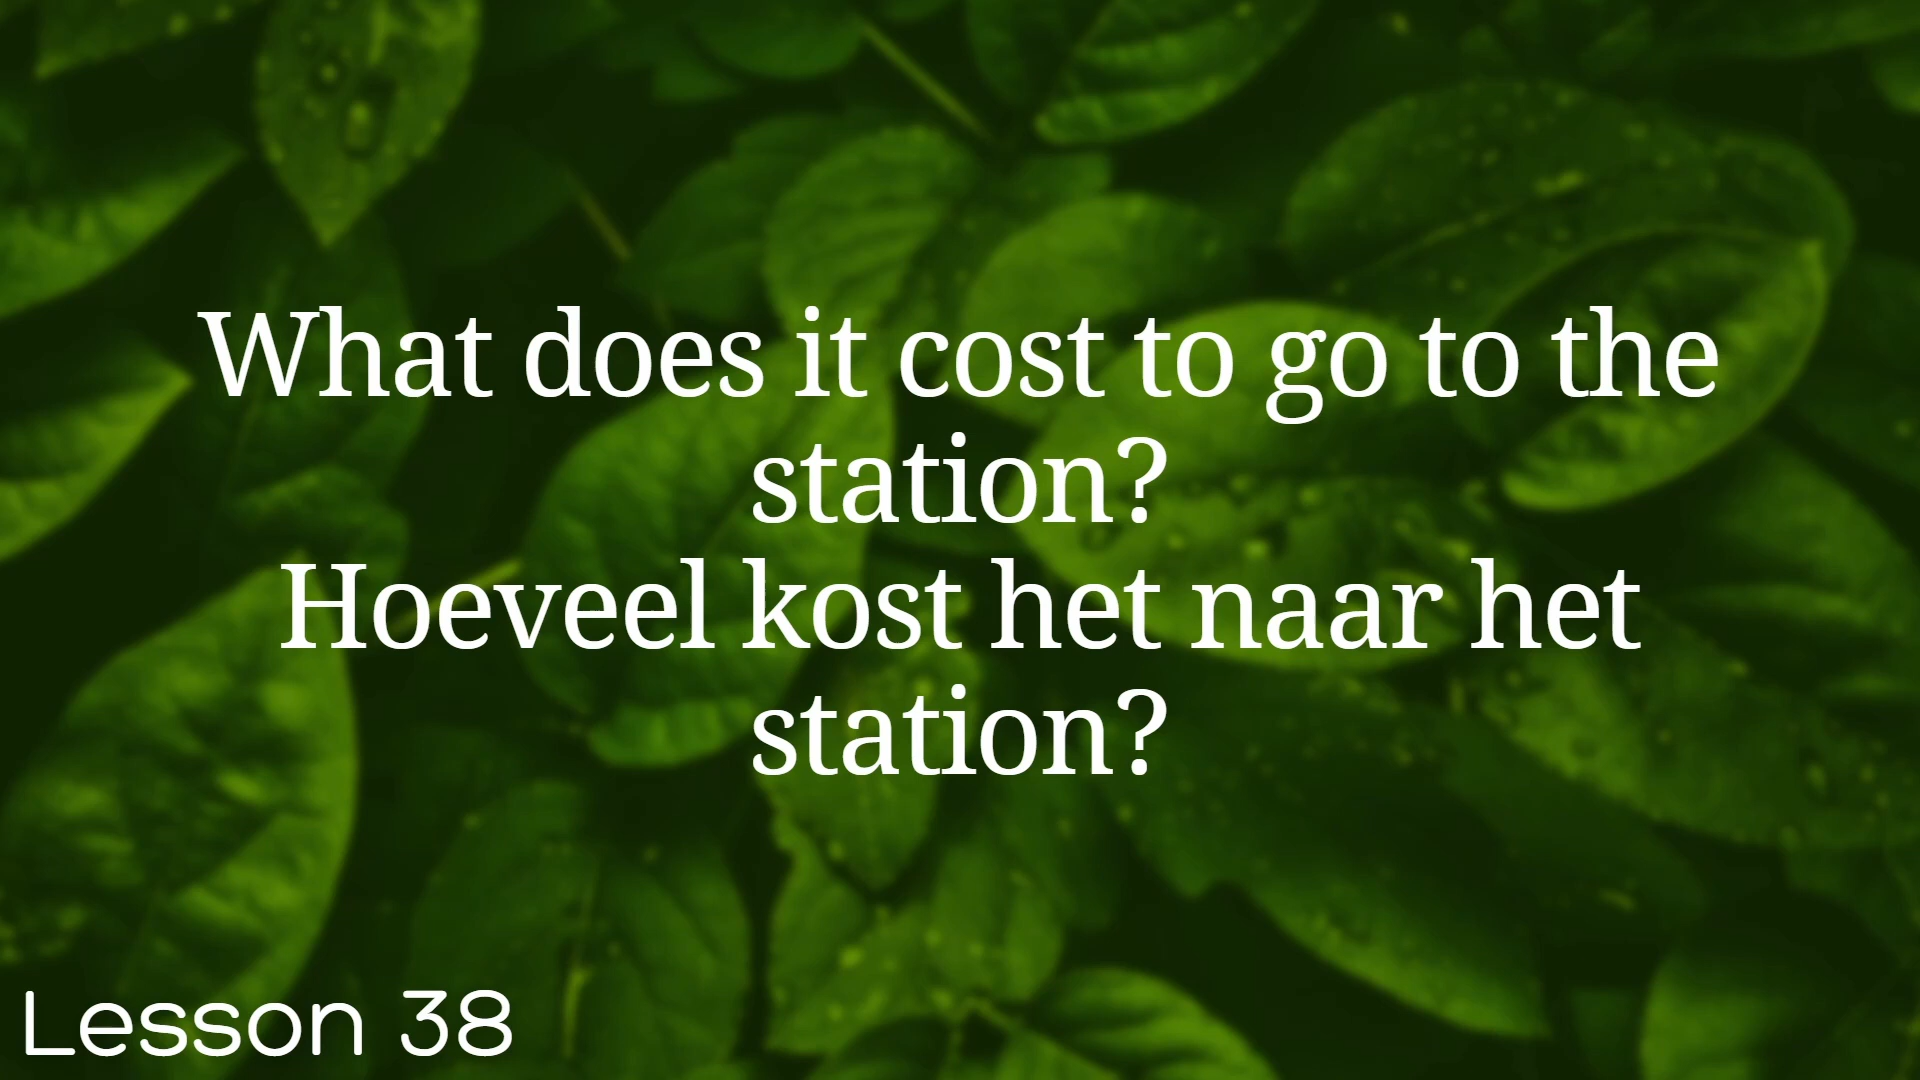 What does it cost to go to the
station?
Hoeveel kost het naar het
station?
Lesson 38